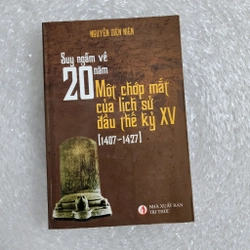 NGUYỄN DIÊN NIÊN
Suy ngẫm về
20 năm
Một chớp mắt
của lịch sử
đầu thế kỷ XV
(1407-1427)
NHÀ XUẤT BẢN
TRI THỨC